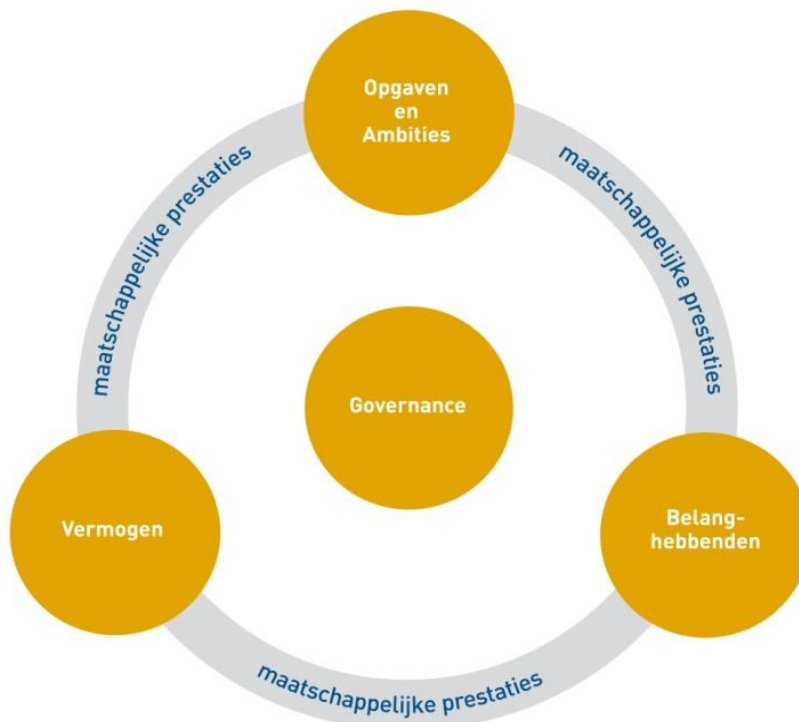 Opgaven
en
Ambities
maatschappelijke prestaties
maatschappelijke prestaties
Governance
Vermogen
Belang-
hebbenden
maatschappelijke prestaties